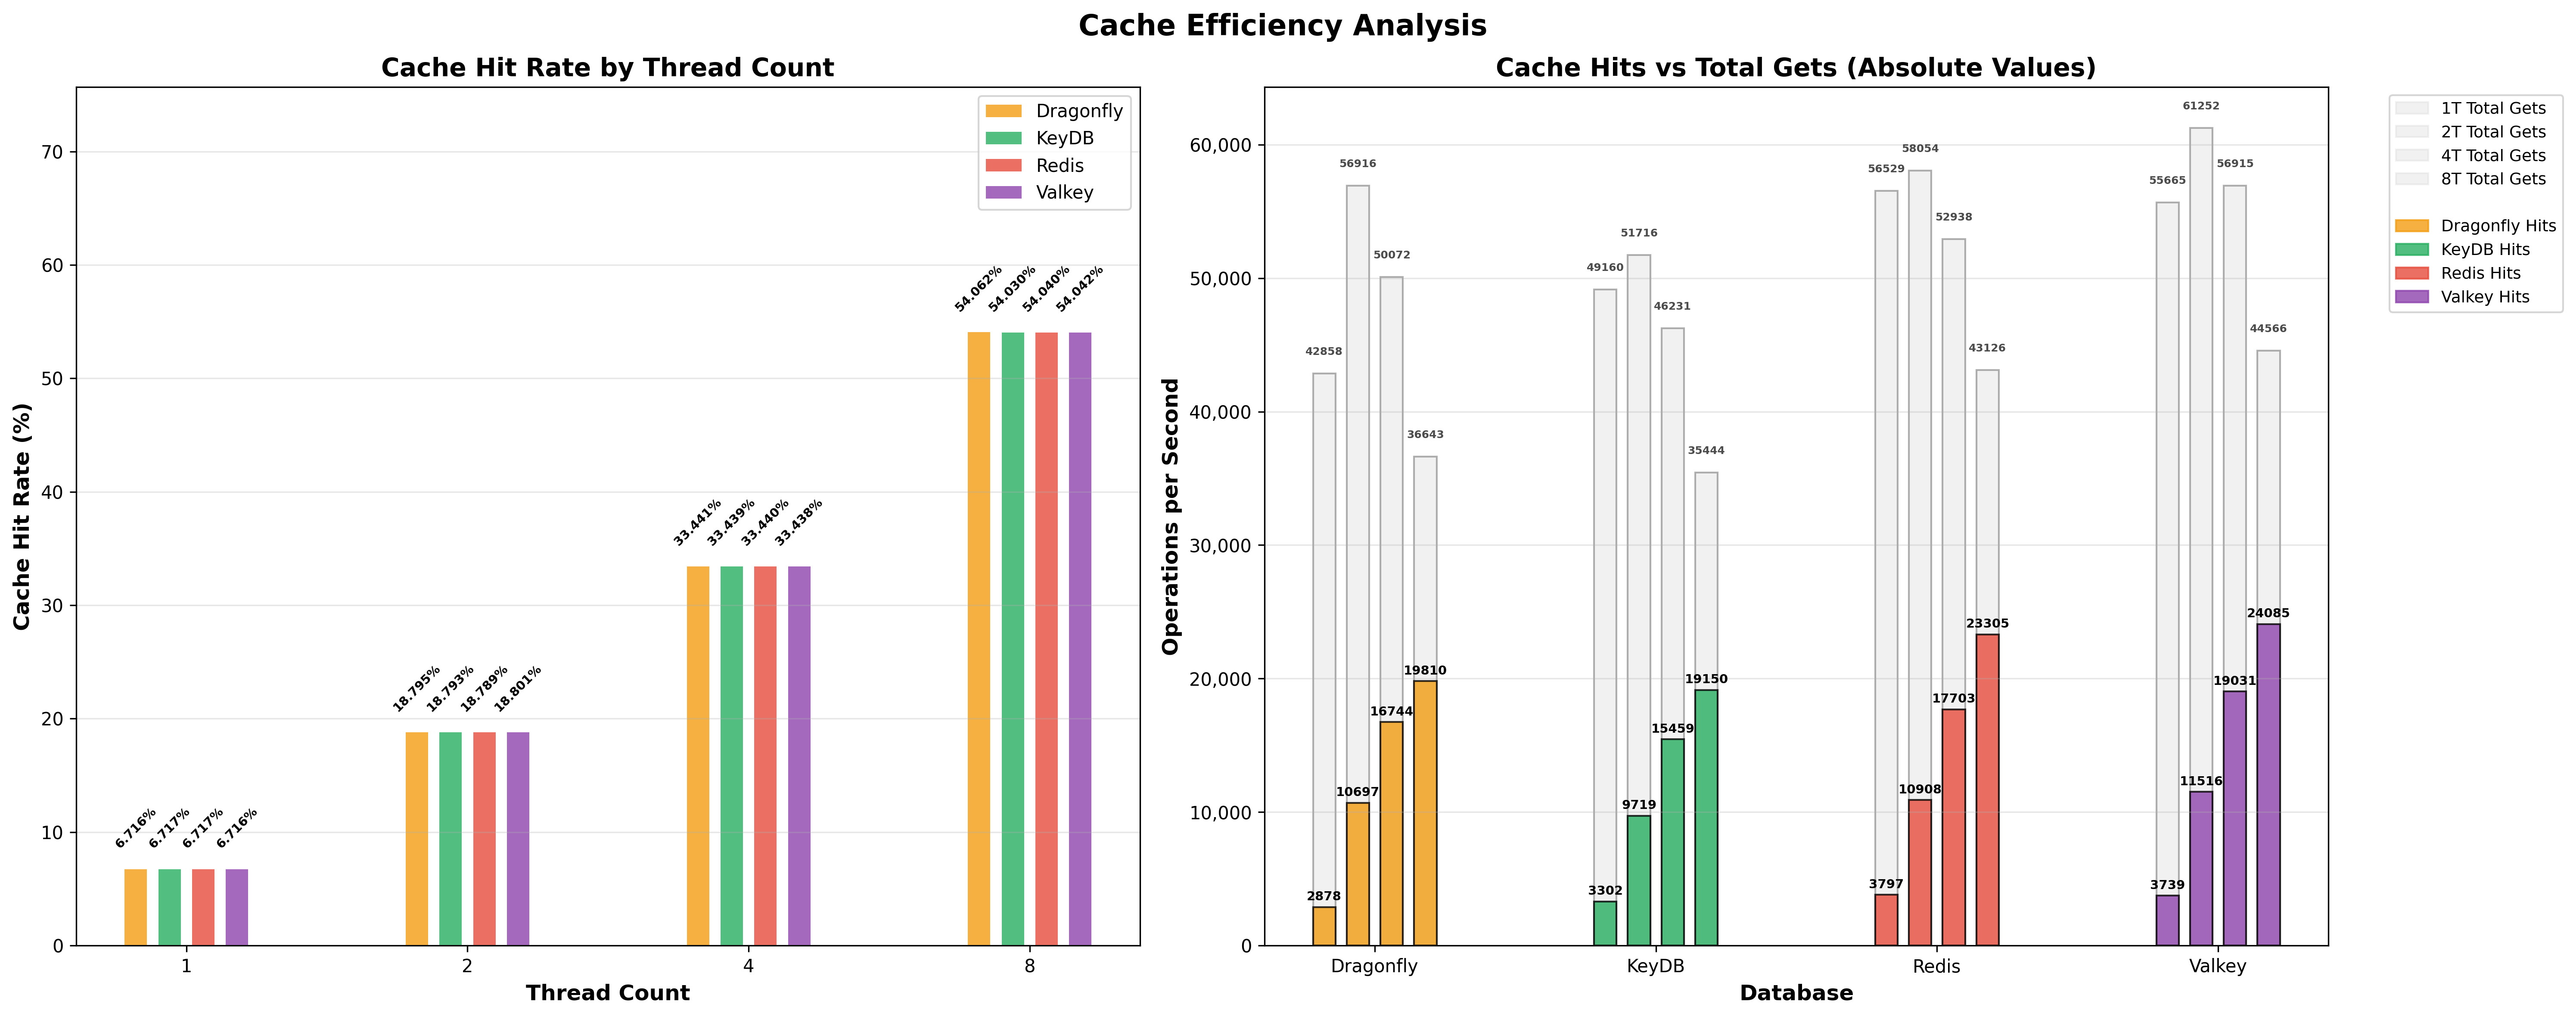 Cache Efficiency Analysis
Cache Hit Rate by Thread Count
Cache Hit Rate (%)
70
60
50
40
30
20
10
0
Dragonfly
KeyDB
Redis
Valkey
6.716%
6.717%
6.717%
6.716%
18.795%
18.793%
18.789%
18.801%
33.441%
33.439%
33.440%
33.438%
54.062%
54.030%
54.040%
54.042%
1
2
4
8
Thread Count
Cache Hits vs Total Gets (Absolute Values)
Operations per Second
60,000
50,000
40,000
30,000
20,000
10,000
0
42858
56916
50072
36643
2878
10697
16744
19810
49160
51716
46231
35444
3302
9719
15459
19150
56529
58054
52938
43126
3797
10908
17703
23305
55665
61252
56915
44566
3739
11516
19031
24085
Dragonfly
KeyDB
Redis
Valkey
Database
1T Total Gets
2T Total Gets
4T Total Gets
8T Total Gets
Dragonfly Hits
KeyDB Hits
Redis Hits
Valkey Hits